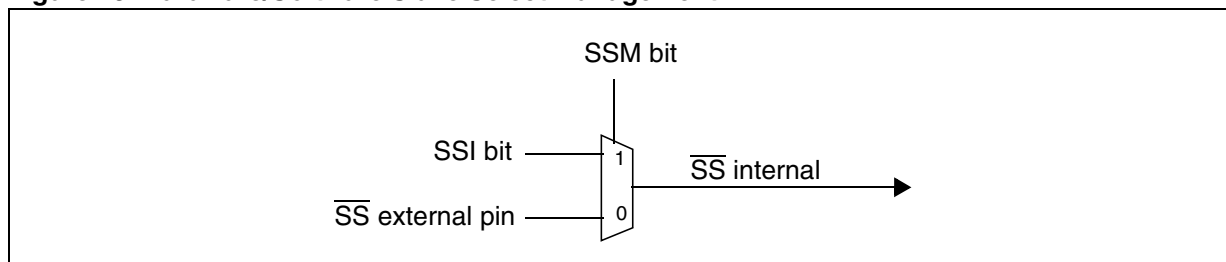 SSM bit
SSI bit
1
SS internal
SS external pin
0